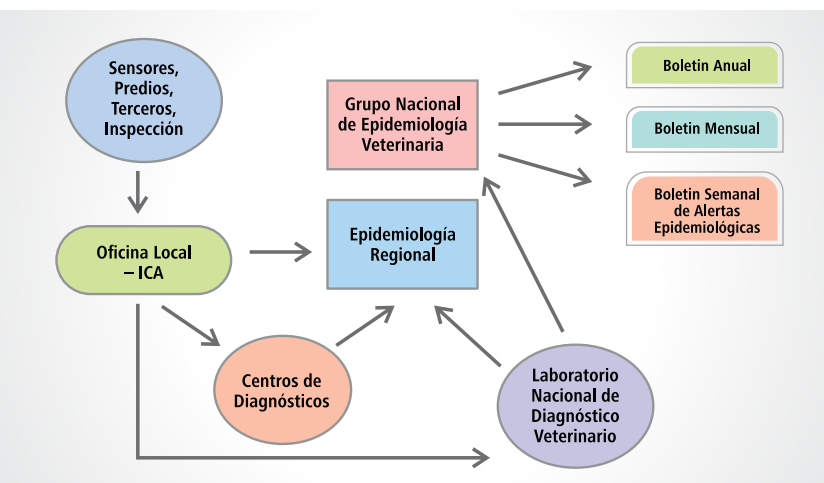 Sensores,
Predios,
Terceros,
Inspección
Grupo Nacional
de Epidemiología
Veterinaria
Boletin Anual
Boletin Mensual
Boletin Semanal
de Alertas
Epidemiológicas
Oficina Local
– ICA
Epidemiología
Regional
Centros de
Diagnósticos
Laboratorio
Nacional de
Diagnóstico
Veterinario